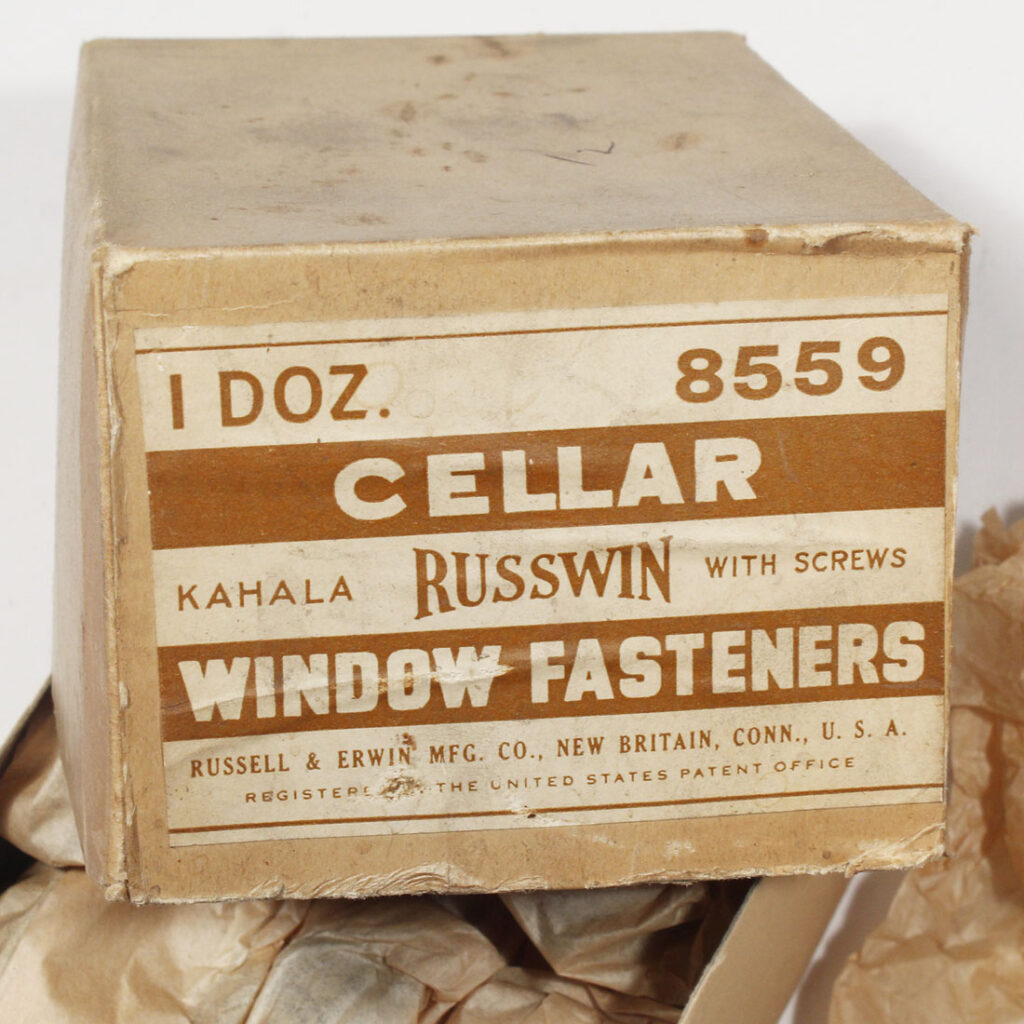 1 DOZ. 8559
CELLAR
KAHALA RUSSWIN WITH SCREWS
WINDOW FASTENERS
RUSSELL & ERWIN MFG. CO., NEW BRITAIN, CONN., U. S. A.
THE UNITED STATES PATENT OFFICE